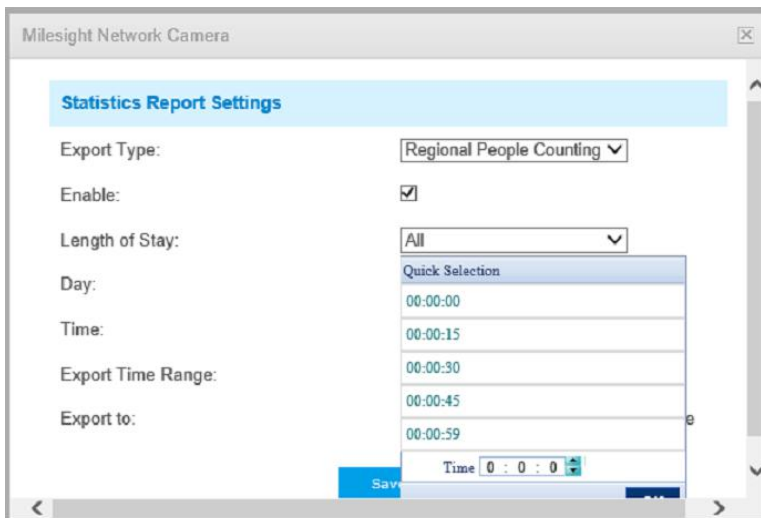 Milesight Network Camera
Statistics Report Settings
Export Type: Regional People Counting
Enable:
Length of Stay: All
Quick Selection
Day:
00:00:00
Time:
00:00:15
00:00:30
Export Time Range:
00:00:45
Export to: e
00:00:59
Time 0 : 0 : 0
Save